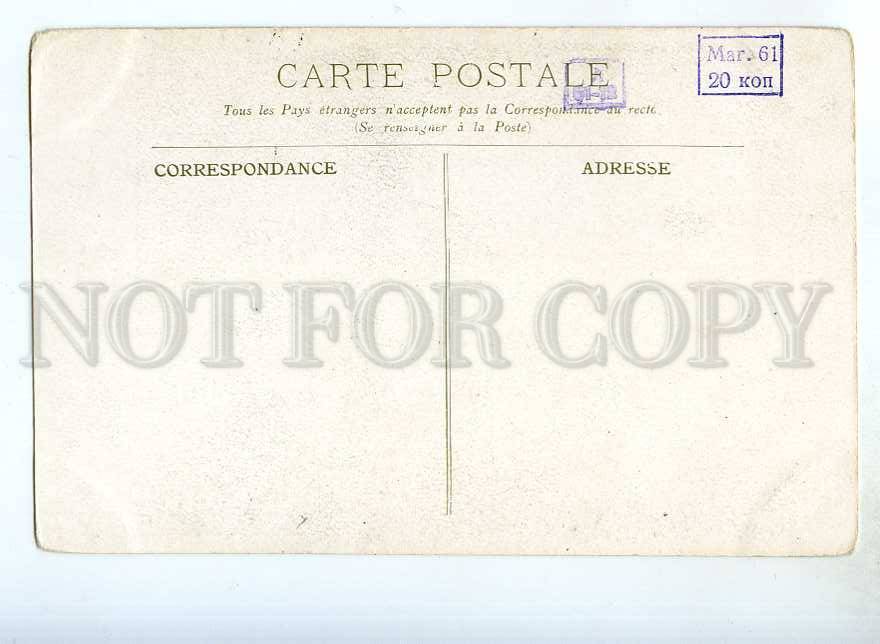 Маг. 61
20 коп
CARTE POSTALE
Tous les Pays étrangers n'acceptent pas la Correspondance au recto.
(Se renseigner à la Poste)
CORRESPONDANCE
ADRESSE
NOT FOR COPY